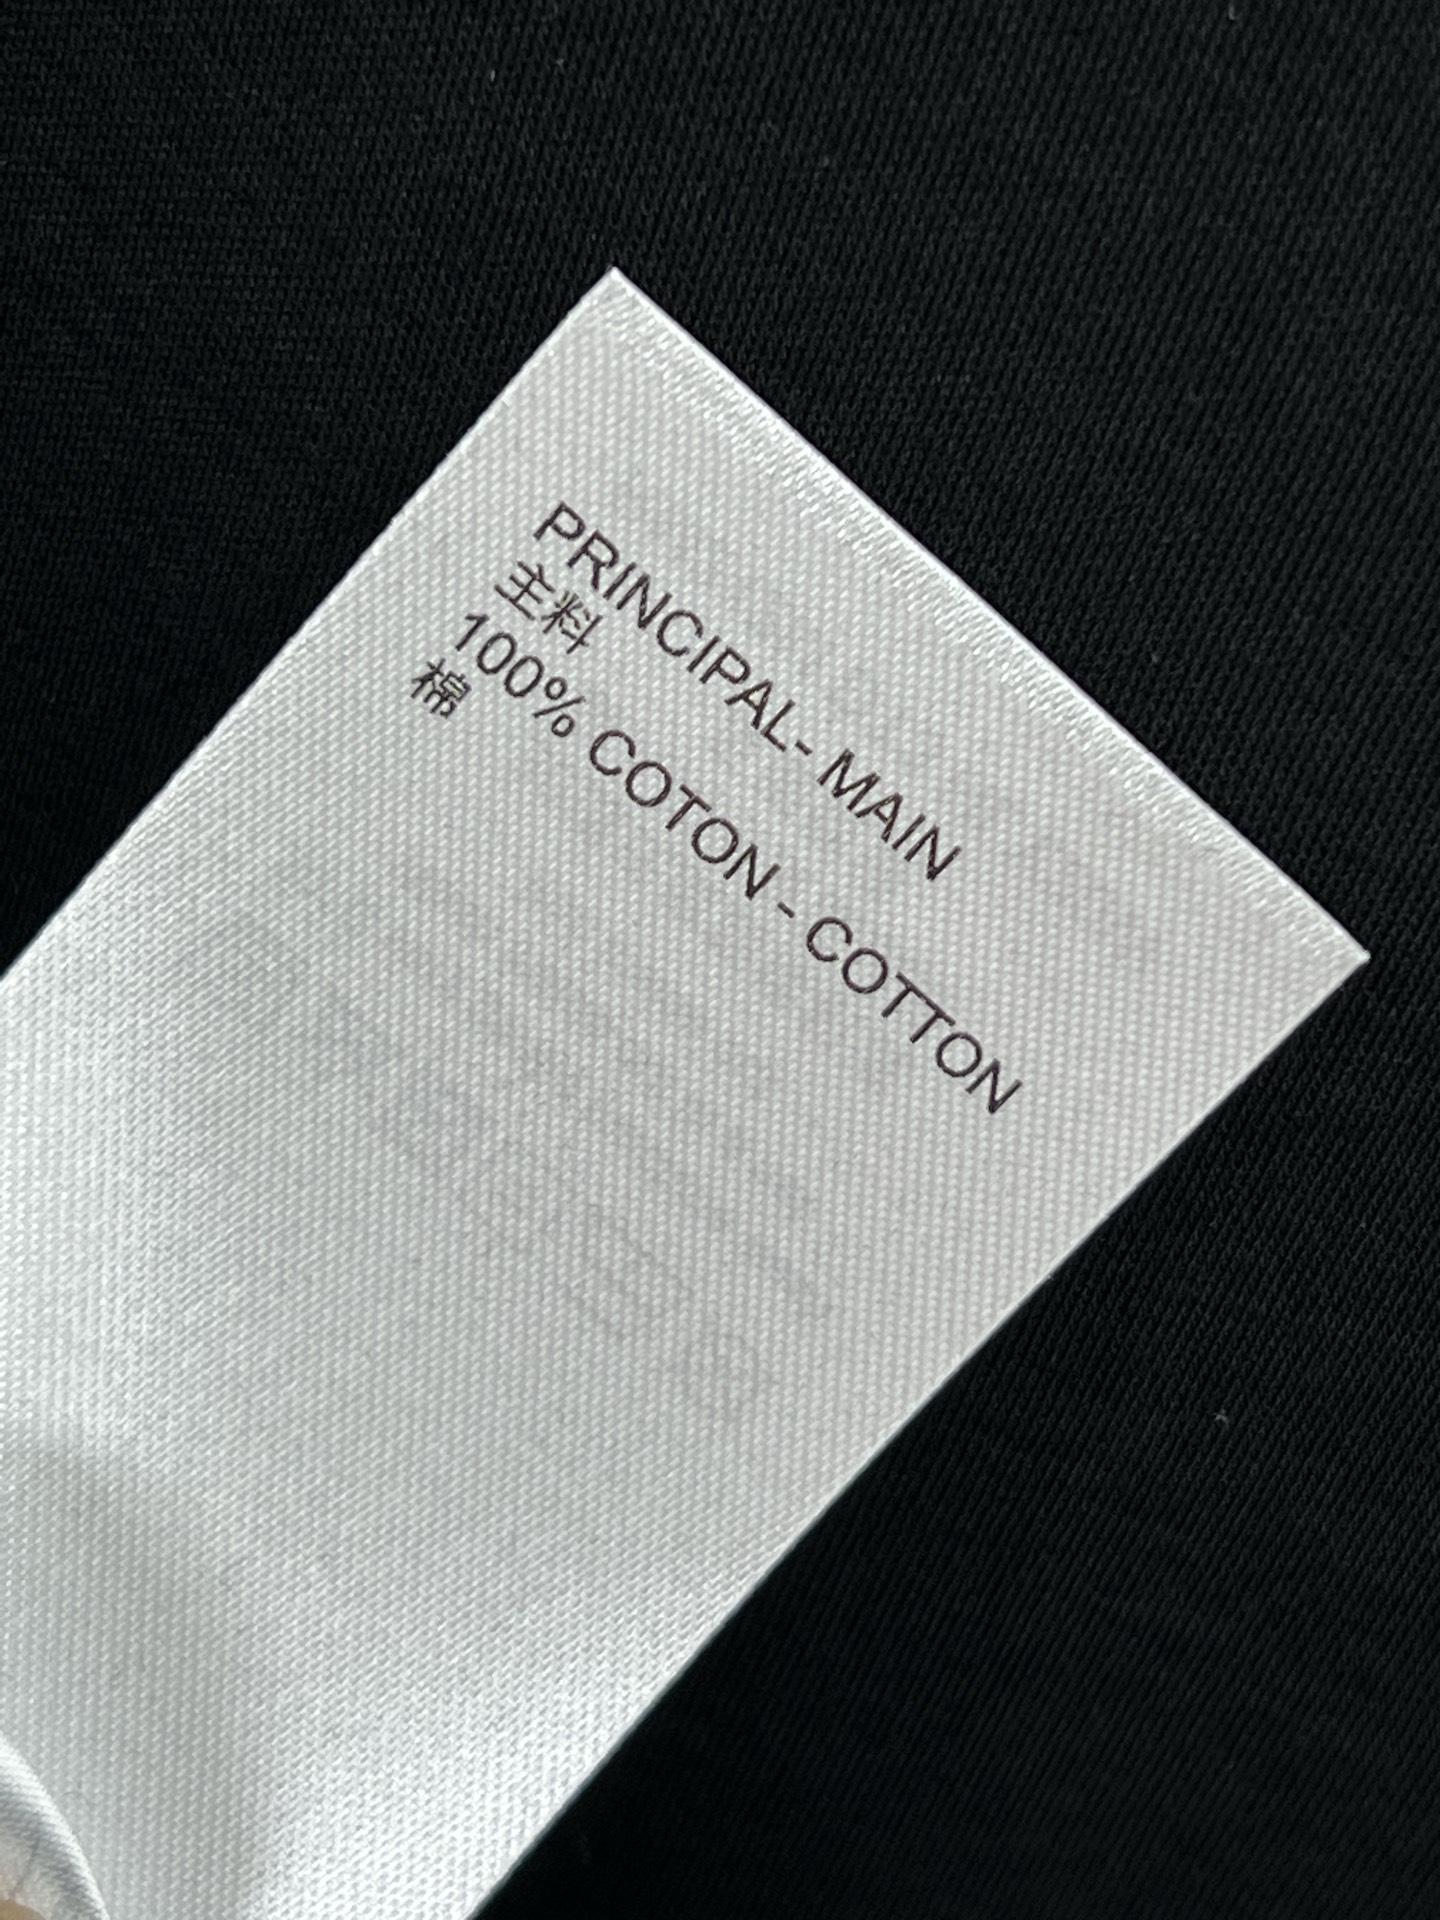 PRINCIPAL- MAIN
主料
100% COTON - COTTON
棉